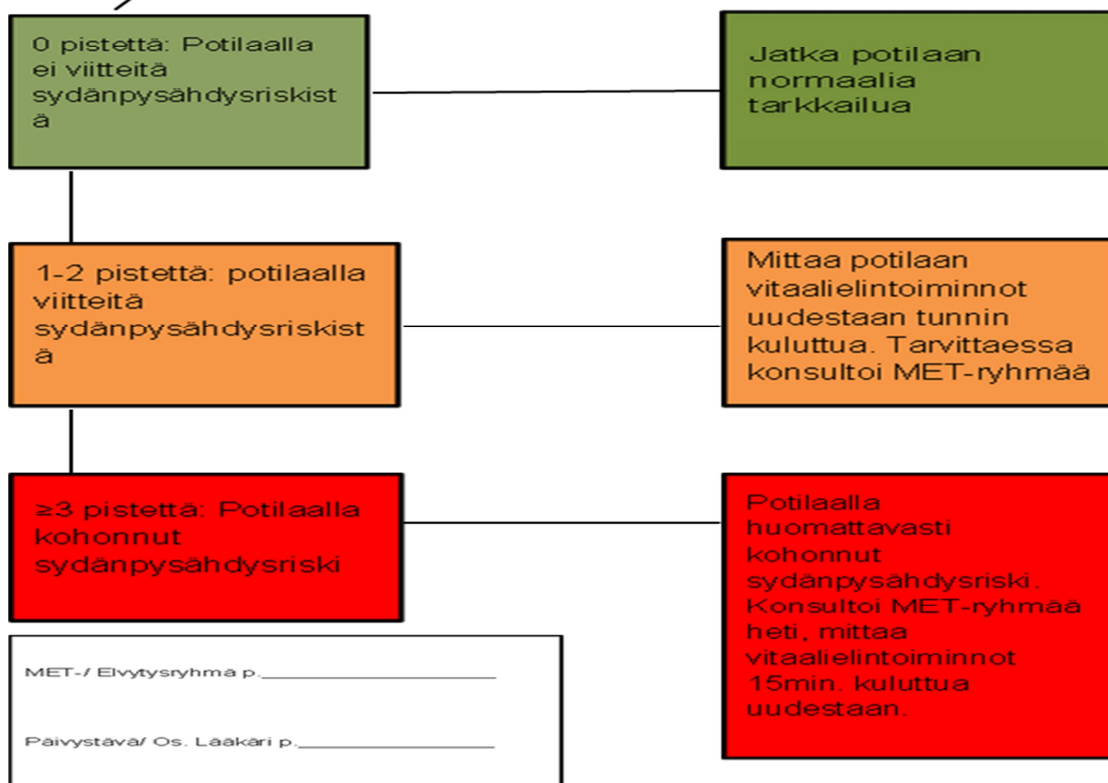 0 pistettä: Potilaalla
ei viitteitä
sydänpysähdysriskist
ä
Jatka potilaan
normaalia
tarkkailua
1-2 pistettä: potilaalla
viitteitä
sydänpysähdysriskist
ä
Mittaa potilaan
vitaalielintoiminnot
uudestaan tunnin
kuluttua. Tarvittaessa
konsultoi MET-ryhmää
≥3 pistettä: Potilaalla
kohonnut
sydänpysähdysriski
Potilaalla
huomattavasti
kohonnut
sydänpysähdysriski.
Konsultoi MET-ryhmää
heti, mittaa
vitaalielintoiminnot
15min. kuluttua
uudestaan.
MET-/ Elvytysryhmä p.____________________
Päivystävä/ Os. Lääkäri p.____________________